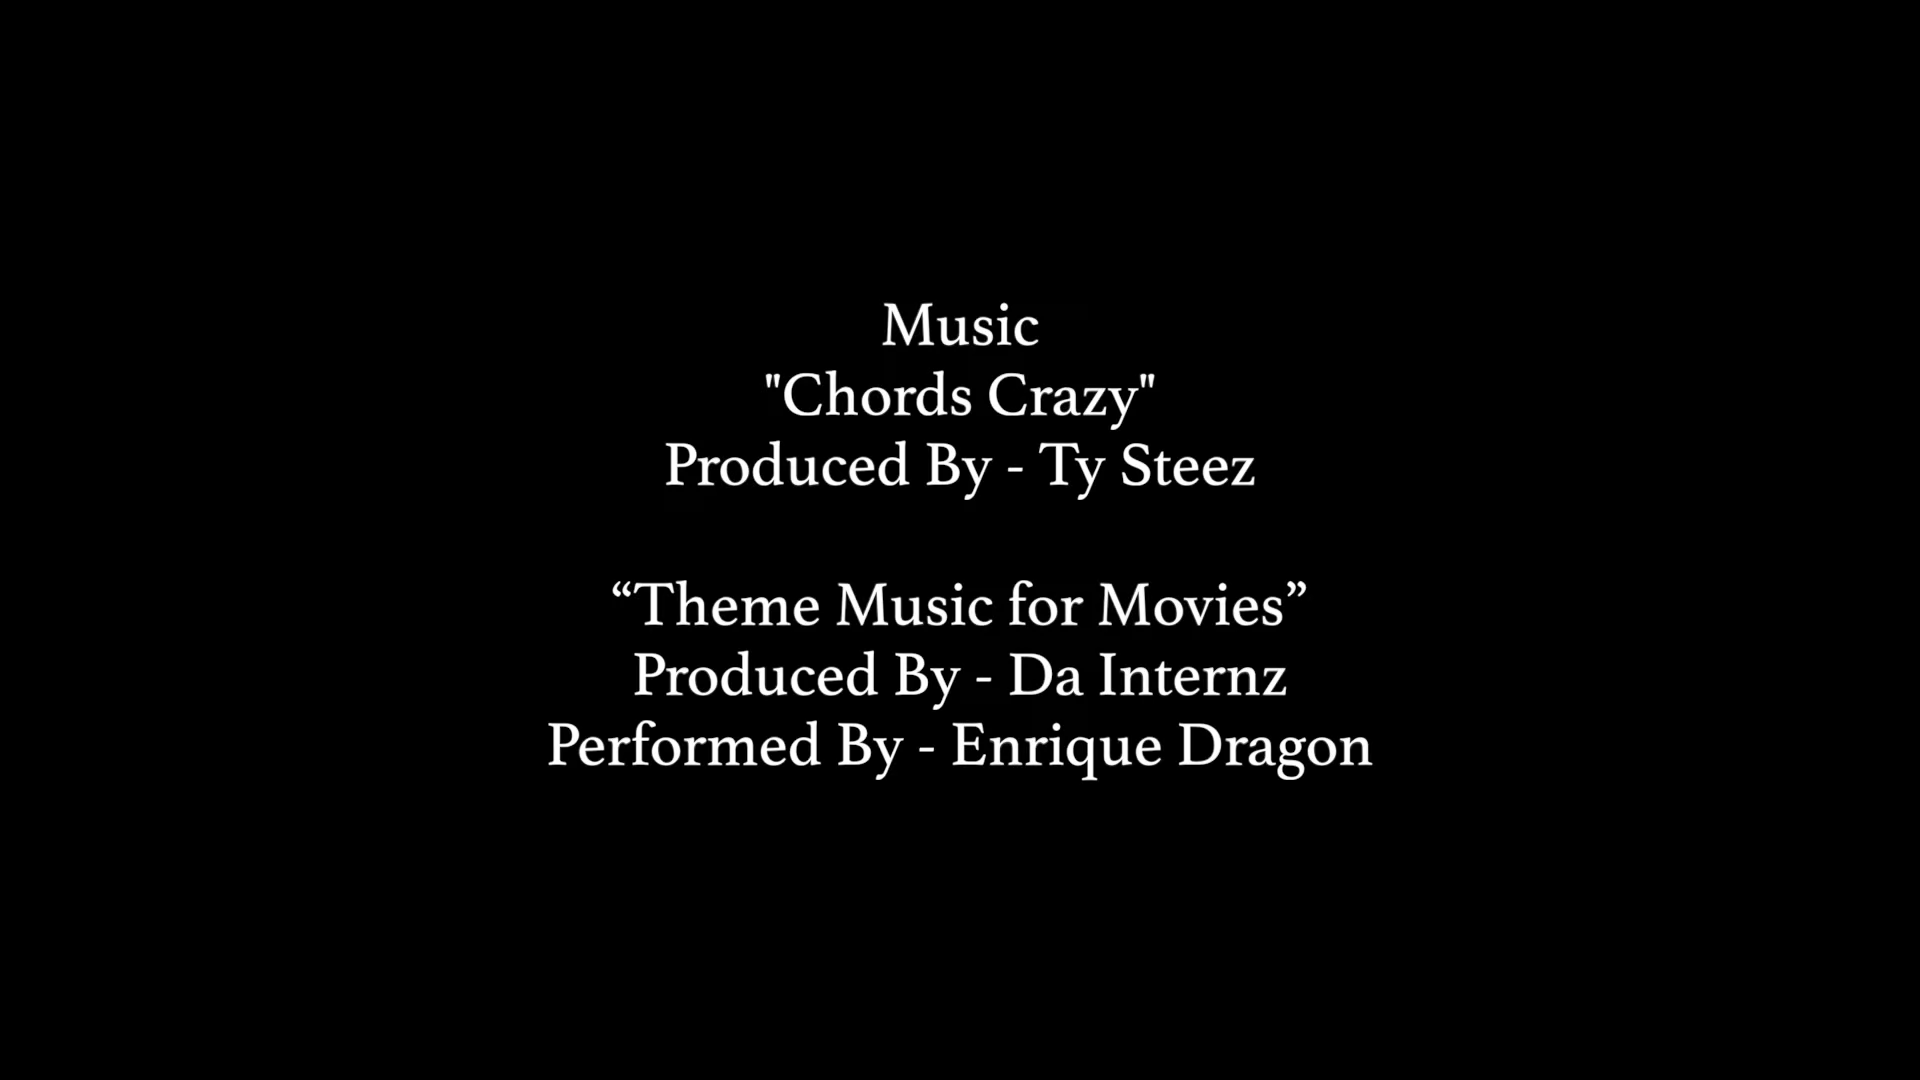 Music
"Chords Crazy"
Produced By - Ty Steez
“Theme Music for Movies”
Produced By - Da Internz
Performed By - Enrique Dragon